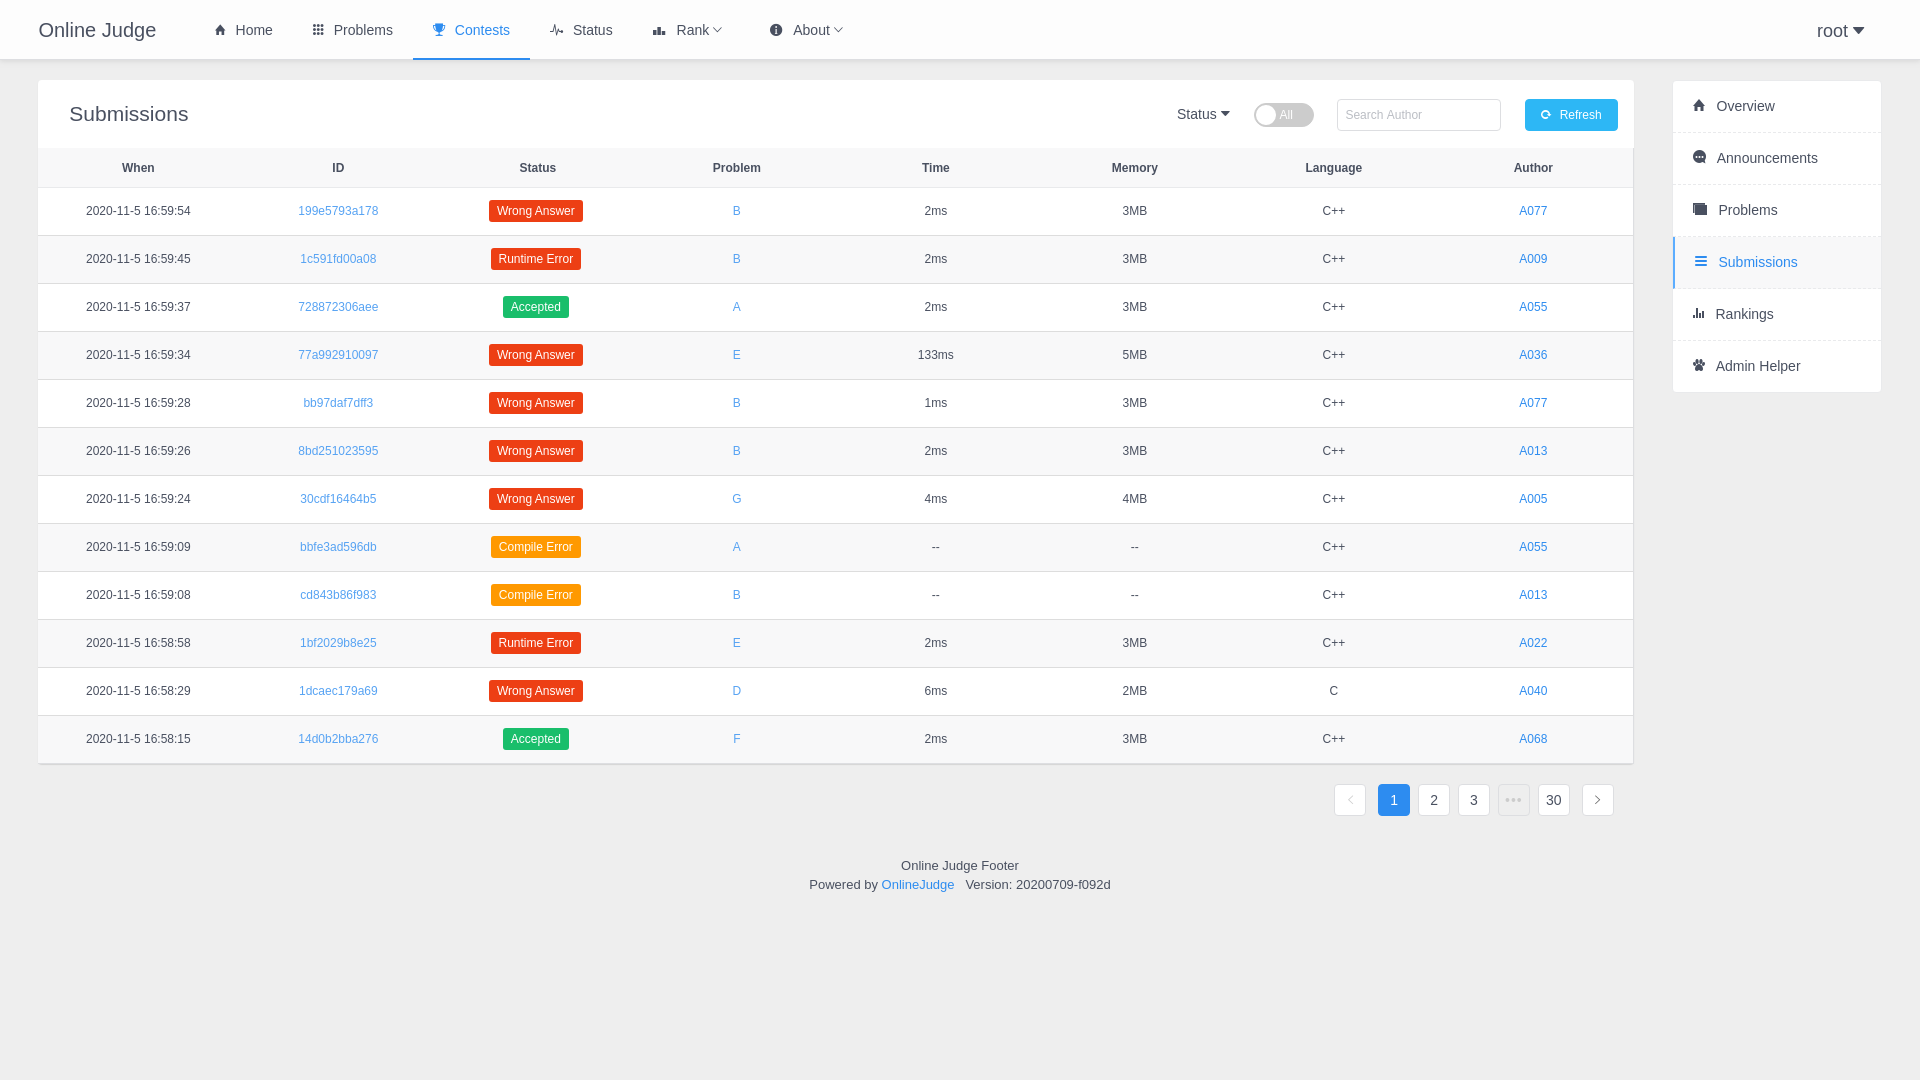 Online Judge Home Problems Contests Status Rank About root
Submissions Status All Search Author Refresh
When ID Status Problem Time Memory Language Author
2020-11-5 16:59:54 199e5793a178 Wrong Answer B 2ms 3MB C++ A077
2020-11-5 16:59:45 1c591fd00a08 Runtime Error B 2ms 3MB C++ A009
2020-11-5 16:59:37 728872306aee Accepted A 2ms 3MB C++ A055
2020-11-5 16:59:34 77a992910097 Wrong Answer E 133ms 5MB C++ A036
2020-11-5 16:59:28 bb97daf7dff3 Wrong Answer B 1ms 3MB C++ A077
2020-11-5 16:59:26 8bd251023595 Wrong Answer B 2ms 3MB C++ A013
2020-11-5 16:59:24 30cdf16464b5 Wrong Answer G 4ms 4MB C++ A005
2020-11-5 16:59:09 bbfe3ad596db Compile Error A -- -- C++ A055
2020-11-5 16:59:08 cd843b86f983 Compile Error B -- -- C++ A013
2020-11-5 16:58:58 1bf2029b8e25 Runtime Error E 2ms 3MB C++ A022
2020-11-5 16:58:29 1dcaec179a69 Wrong Answer D 6ms 2MB C A040
2020-11-5 16:58:15 14d0b2bba276 Accepted F 2ms 3MB C++ A068
1 2 3 ••• 30
Overview
Announcements
Problems
Submissions
Rankings
Admin Helper
Online Judge Footer
Powered by OnlineJudge Version: 20200709-f092d